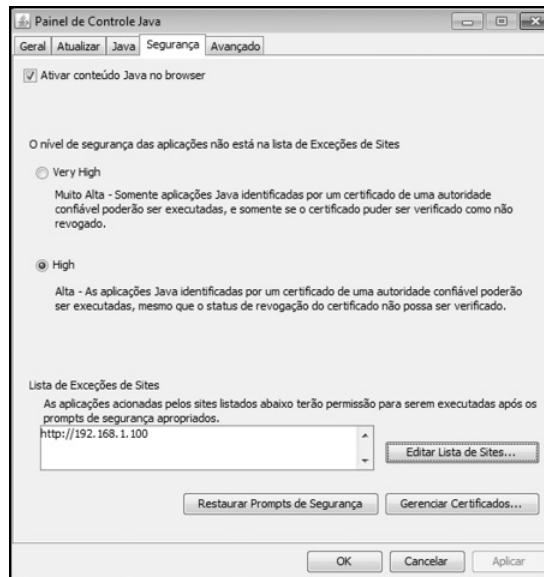 Painel de Controle Java
Geral Atualizar Java Segurança Avançado
Ativar conteúdo Java no browser
O nível de segurança das aplicações não está na lista de Exceções de Sites
Very High
Muito Alta - Somente aplicações Java identificadas por um certificado de uma autoridade
confiável poderão ser executadas, e somente se o certificado puder ser verificado como não
revogado.
High
Alta - As aplicações Java identificadas por um certificado de uma autoridade confiável poderão
ser executadas, mesmo que o status de revogação do certificado não possa ser verificado.
Lista de Exceções de Sites
As aplicações acionadas pelos sites listados abaixo terão permissão para serem executadas após os
prompts de segurança apropriados.
http://192.168.1.100
Editar Lista de Sites...
Restaurar Prompts de Segurança Gerenciar Certificados...
OK Cancelar Aplicar